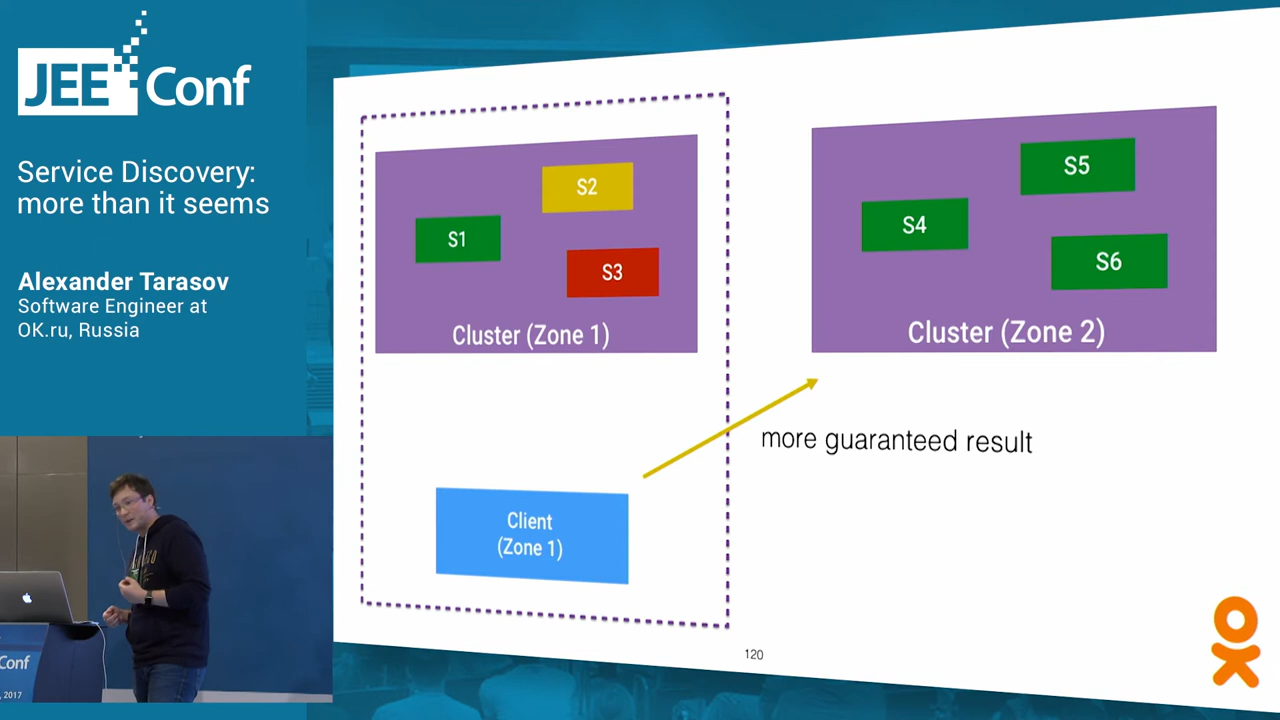 JEE Conf
Service Discovery:
more than it seems
Alexander Tarasov
Software Engineer at
OK.ru, Russia
S1
S2
S3
Cluster (Zone 1)
S4
S5
S6
Cluster (Zone 2)
more guaranteed result
Client
(Zone 1)
120
Conf
, 2017